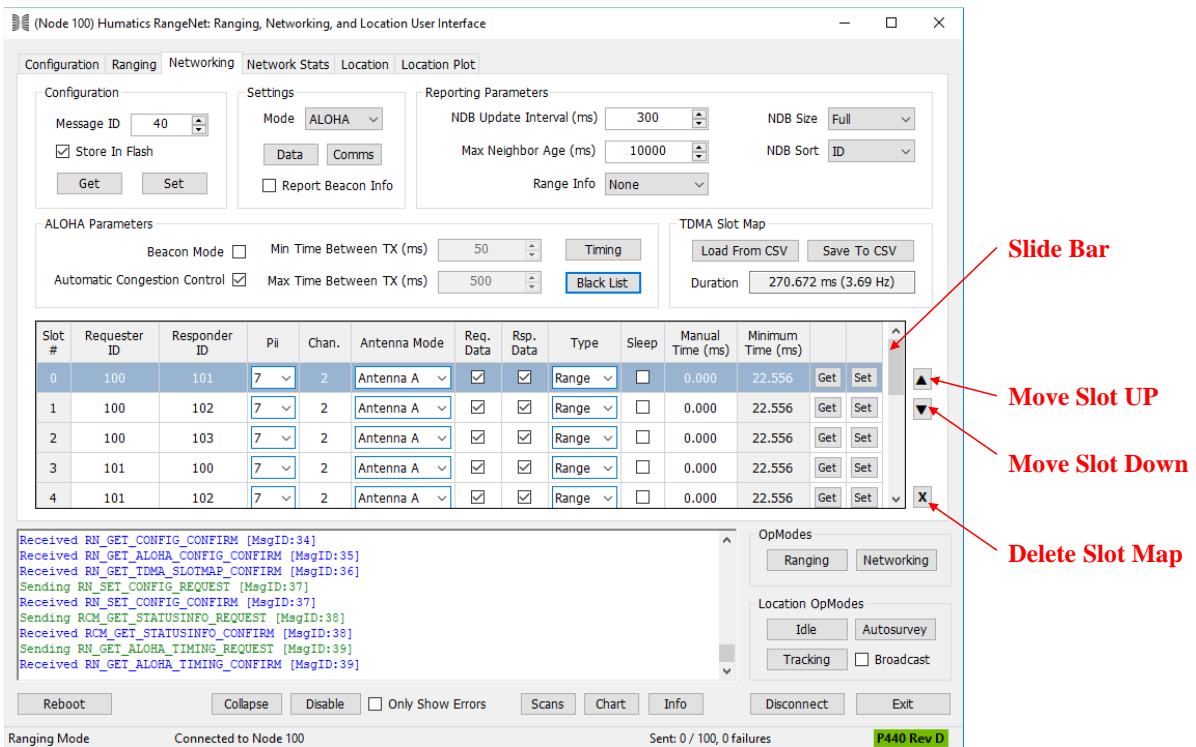 (Node 100) Humatics RangeNet: Ranging, Networking, and Location User Interface
Configuration Ranging Networking Network Stats Location Location Plot
Configuration Settings Reporting Parameters
Message ID 40 Mode ALOHA NDB Update Interval (ms) 300 NDB Size Full
Store In Flash Data Comms Max Neighbor Age (ms) 10000 NDB Sort ID
Get Set Report Beacon Info Range Info None
ALOHA Parameters TDMA Slot Map
Beacon Mode Min Time Between TX (ms) 50 Timing Load From CSV Save To CSV
Automatic Congestion Control Max Time Between TX (ms) 500 Black List Duration 270.672 ms (3.69 Hz)
Slide Bar
Slot # Requester ID Responder ID Pii Chan. Antenna Mode Req. Data Rsp. Data Type Sleep Manual Time (ms) Minimum Time (ms)
0 100 101 7 2 Antenna A Range 0.000 22.556 Get Set
1 100 102 7 2 Antenna A Range 0.000 22.556 Get Set
2 100 103 7 2 Antenna A Range 0.000 22.556 Get Set
3 101 100 7 2 Antenna A Range 0.000 22.556 Get Set
4 101 102 7 2 Antenna A Range 0.000 22.556 Get Set X
Move Slot UP
Move Slot Down
Delete Slot Map
Received RN_GET_CONFIG_CONFIRM [MsgID:34]
Received RN_GET_ALOHA_CONFIG_CONFIRM [MsgID:35]
Received RN_GET_TDMA_SLOTMAP_CONFIRM [MsgID:36]
Sending RN_SET_CONFIG_REQUEST [MsgID:37]
Received RN_SET_CONFIG_CONFIRM [MsgID:37]
Sending RCM_GET_STATUSINFO_REQUEST [MsgID:38]
Received RCM_GET_STATUSINFO_CONFIRM [MsgID:38]
Sending RN_GET_ALOHA_TIMING_REQUEST [MsgID:39]
Received RN_GET_ALOHA_TIMING_CONFIRM [MsgID:39]
OpModes
Ranging Networking
Location OpModes
Idle Autosurvey
Tracking Broadcast
Reboot Collapse Disable Only Show Errors Scans Chart Info Disconnect Exit
Ranging Mode Connected to Node 100 Sent: 0 / 100, 0 failures P440 Rev D